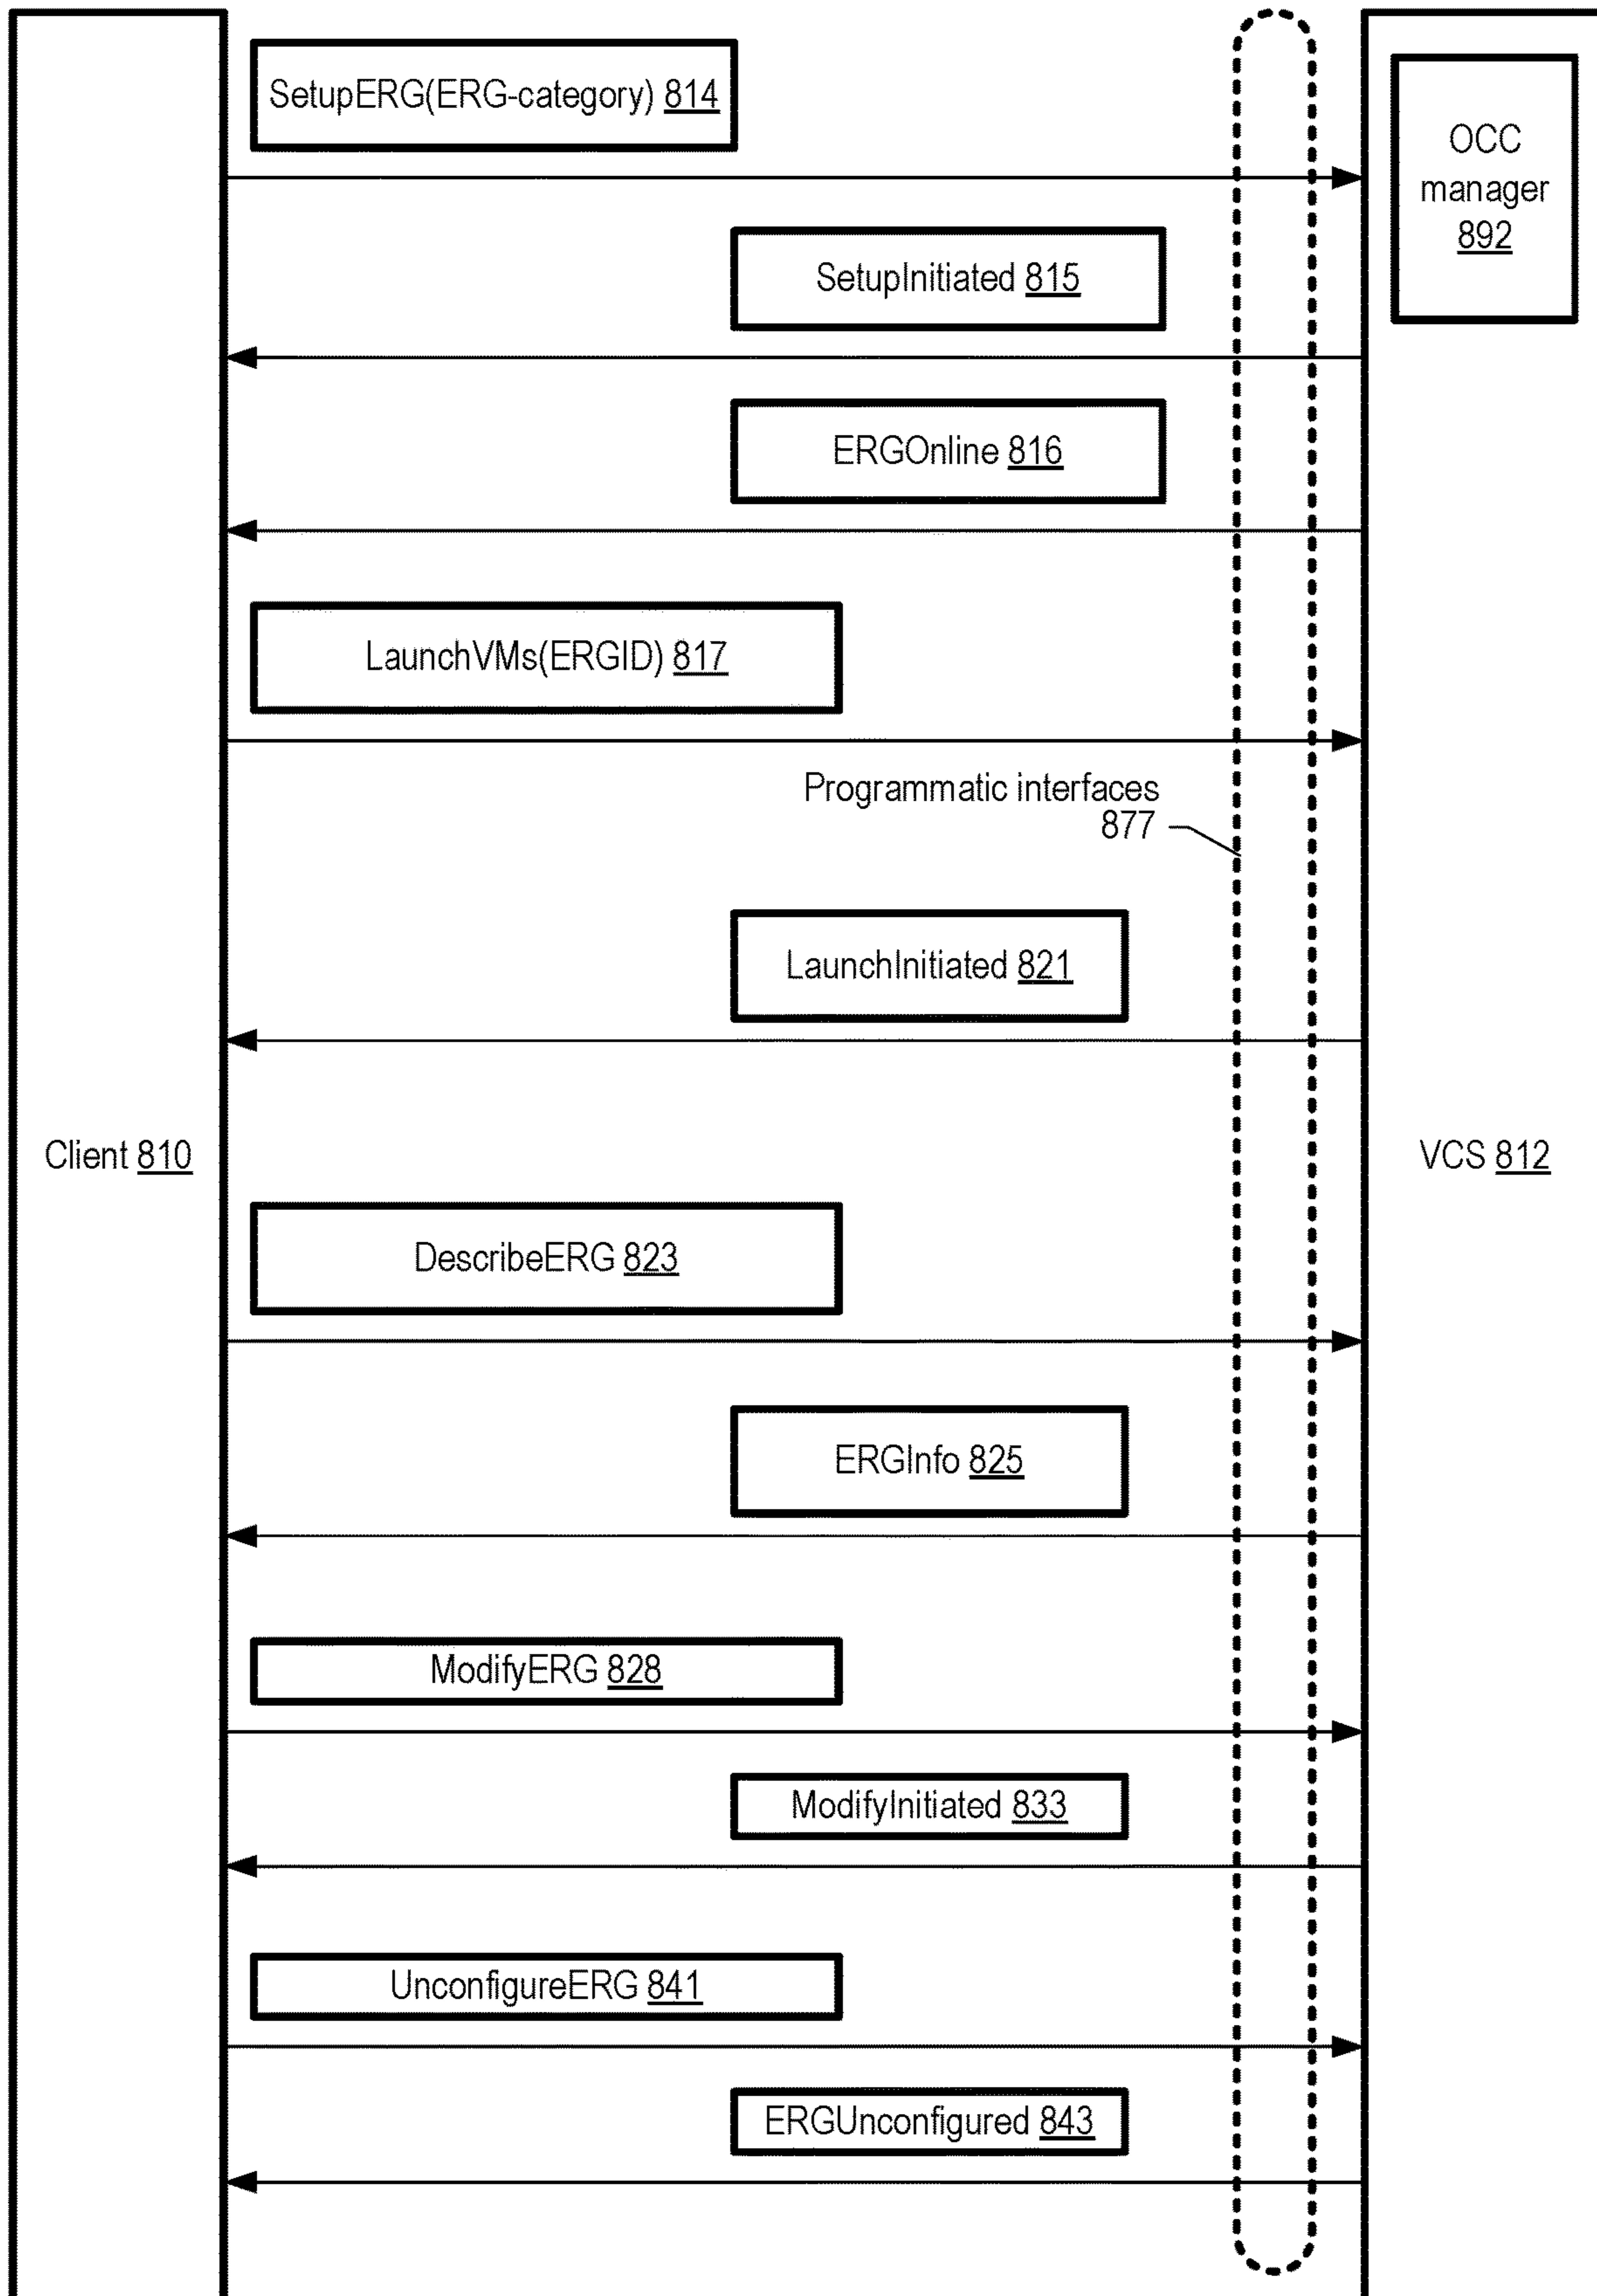 SetupERG(ERG-category) 814
OCC
manager
892
SetupInitiated 815
ERGOnline 816
LaunchVMs(ERGID) 817
Programmatic interfaces
877
LaunchInitiated 821
Client 810
VCS 812
DescribeERG 823
ERGInfo 825
ModifyERG 828
ModifyInitiated 833
UnconfigureERG 841
ERGUnconfigured 843